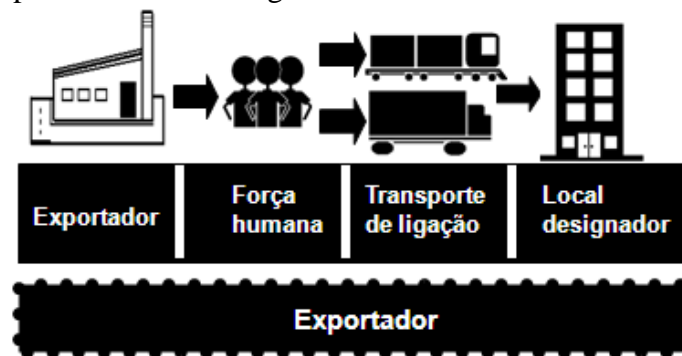 Exportador
Força
humana
Transporte
de ligação
Local
designador
Exportador